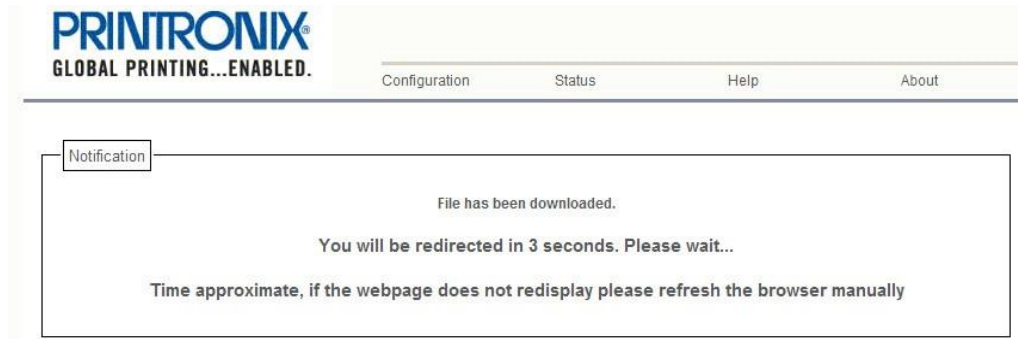 PRINTRONIX®
GLOBAL PRINTING...ENABLED.
Configuration Status Help About
Notification
File has been downloaded.
You will be redirected in 3 seconds. Please wait...
Time approximate, if the webpage does not redisplay please refresh the browser manually